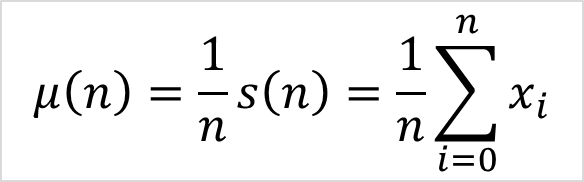 μ(n) = 1/n s(n) = 1/n ∑_{i=0}^{n} x_i